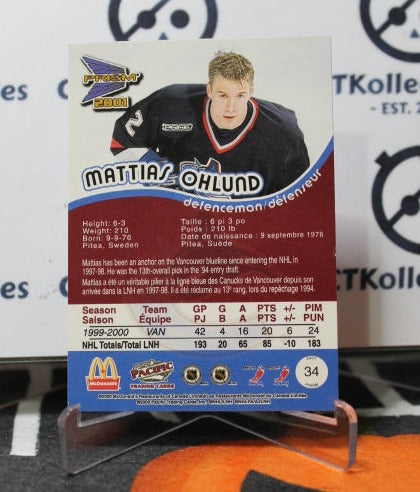 PRISM
2001
MATTIAS OHLUND
defenceman/défenseur
Height: 6-3
Weight: 210
Born: 9-9-76
Pitea, Sweden
Taille : 6 pi 3 po
Poids : 210 lb
Date de naissance : 9 septembre 1976
Pitea, Suède
Mattias has been an anchor on the Vancouver blueline since entering the NHL in
1997-98. He was the 13th-overall pick in the '94 entry draft.
Mattias a été un véritable pilier à la ligne bleue des Canucks de Vancouver depuis son
arrivée dans la LNH en 1997-98. Il a été réclamé au 13e rang, lors du repêchage 1994.
Season Team GP G A PTS +/- PIM
Saison Équipe PJ B A PTS +/- PUN
1999-2000 VAN 42 4 16 20 6 24
NHL Totals/Total LNH 193 20 65 85 -10 183
McDonald's
PACIFIC
TRADING CARDS
34
CTKollectes
EST.